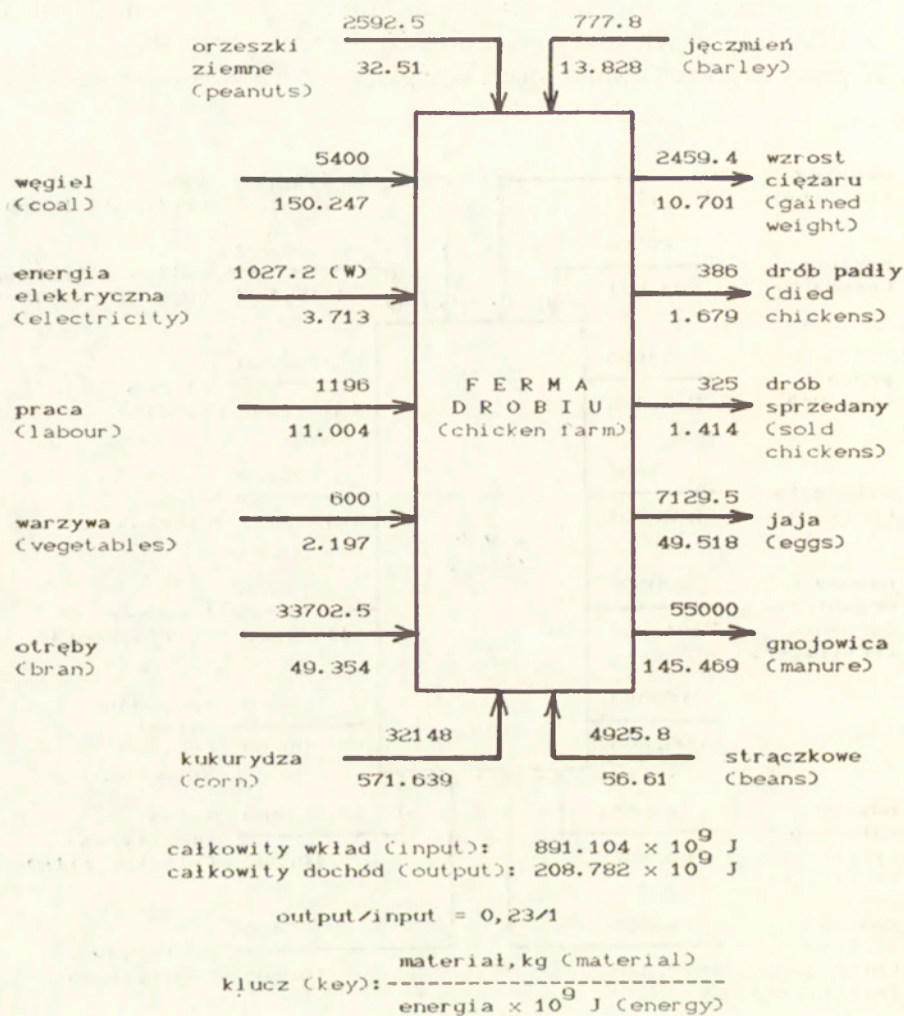 2592.5
orzeszki
ziemne
(peanuts)
32.51
777.8
jęczmień
(barley)
13.828
5400
węgiel
(coal)
150.247
1027.2 (W)
energia
elektryczna
(electricity)
3.713
1196
praca
(labour)
11.004
600
warzywa
(vegetables)
2.197
33702.5
otręby
(bran)
49.354
F E R M A
D R O B I U
(chicken farm)
2459.4
wzrost
ciężaru
(gained
weight)
10.701
386
drób padły
(died
chickens)
1.679
325
drób
sprzedany
(sold
chickens)
1.414
7129.5
jaja
(eggs)
49.518
55000
gnojowica
(manure)
145.469
32148
kukurydza
(corn)
571.639
4925.8
strączkowe
(beans)
56.61
całkowity wkład (input): 891.104 × 10⁹ J
całkowity dochód (output): 208.782 × 10⁹ J
output/input = 0,23/1
materiał,kg (material)
klucz (key):----------------------
energia × 10⁹ J (energy)